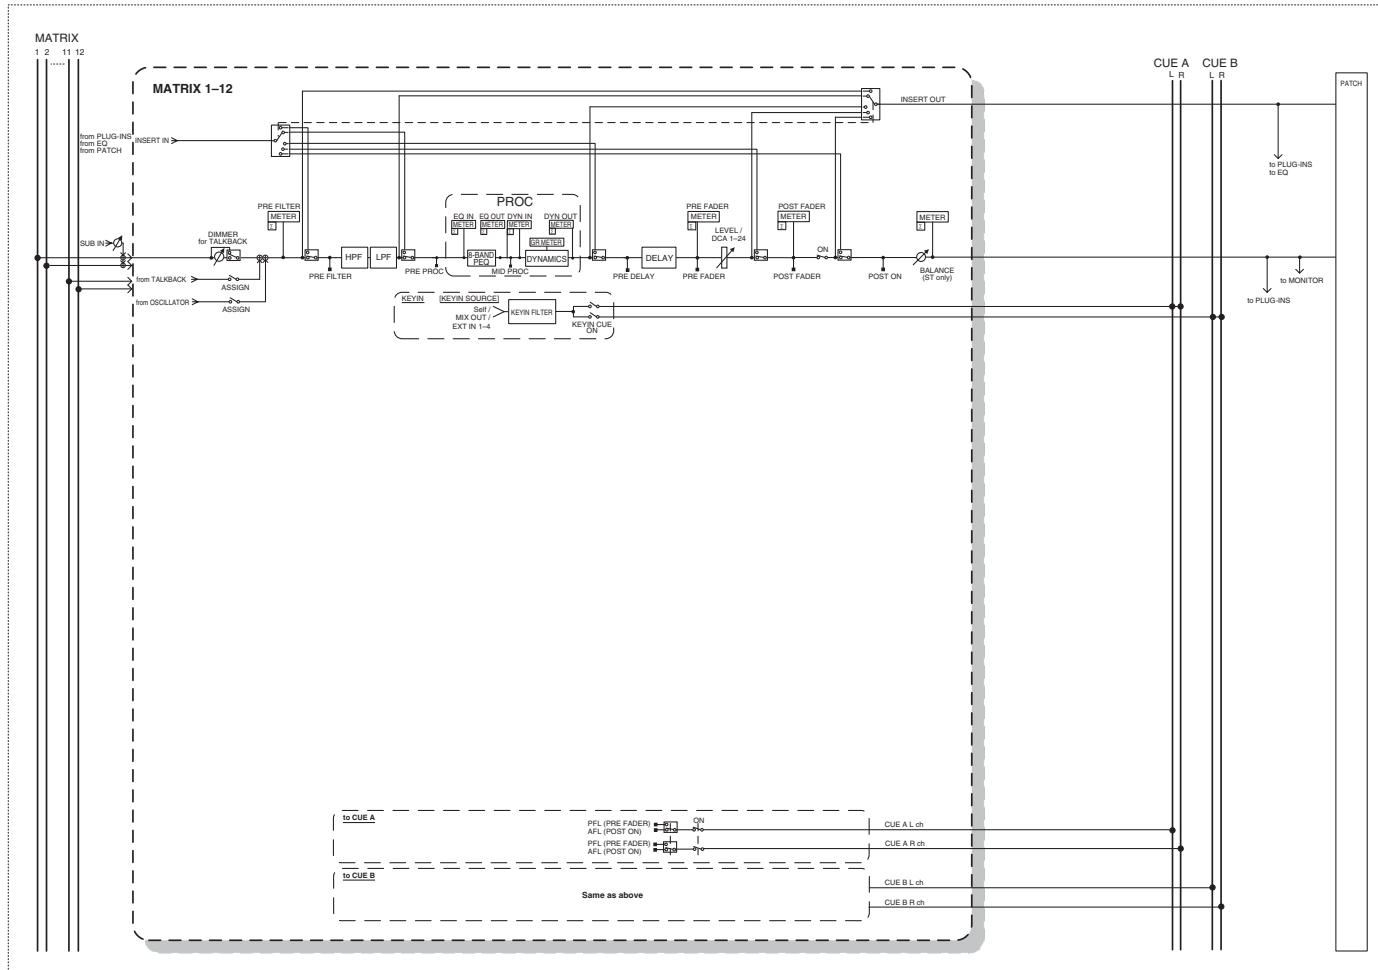 MATRIX
1 2 ..... 11 12
MATRIX 1–12
CUE A
CUE B
L R
L R
PATCH
INSERT OUT
from PLUG-INS
from EQ
from PATCH
INSERT IN
to PLUG-INS
to EQ
PRE FILTER
METER
Σ
PROC
EQ IN
METER
Σ
EQ OUT
METER
Σ
DYN IN
METER
Σ
DYN OUT
METER
Σ
GR METER
PRE FADER
METER
Σ
POST FADER
METER
Σ
METER
Σ
LEVEL /
DCA 1–24
DIMMER
for TALKBACK
SUB IN
HPF
LPF
8-BAND
PEQ
DYNAMICS
DELAY
ON
PRE FILTER
PRE PROC
MID PROC
PRE DELAY
PRE FADER
POST FADER
POST ON
BALANCE
(ST only)
to MONITOR
to PLUG-INS
from TALKBACK
ASSIGN
from OSCILLATOR
ASSIGN
KEYIN
[KEYIN SOURCE]
Self /
MIX OUT /
EXT IN 1–4
KEYIN FILTER
KEYIN CUE
ON
to CUE A
PFL (PRE FADER)
AFL (POST ON)
ON
PFL (PRE FADER)
AFL (POST ON)
CUE A L ch
CUE A R ch
to CUE B
Same as above
CUE B L ch
CUE B R ch